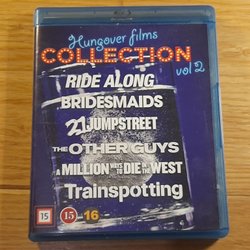 Hungover films
COLLECTION
vol 2
RIDE ALONG
BRIDESMAIDS
21 JUMPSTREET
THE OTHER GUYS
A MILLION WAYS TO DIE IN THE WEST
Trainspotting
15 15 16